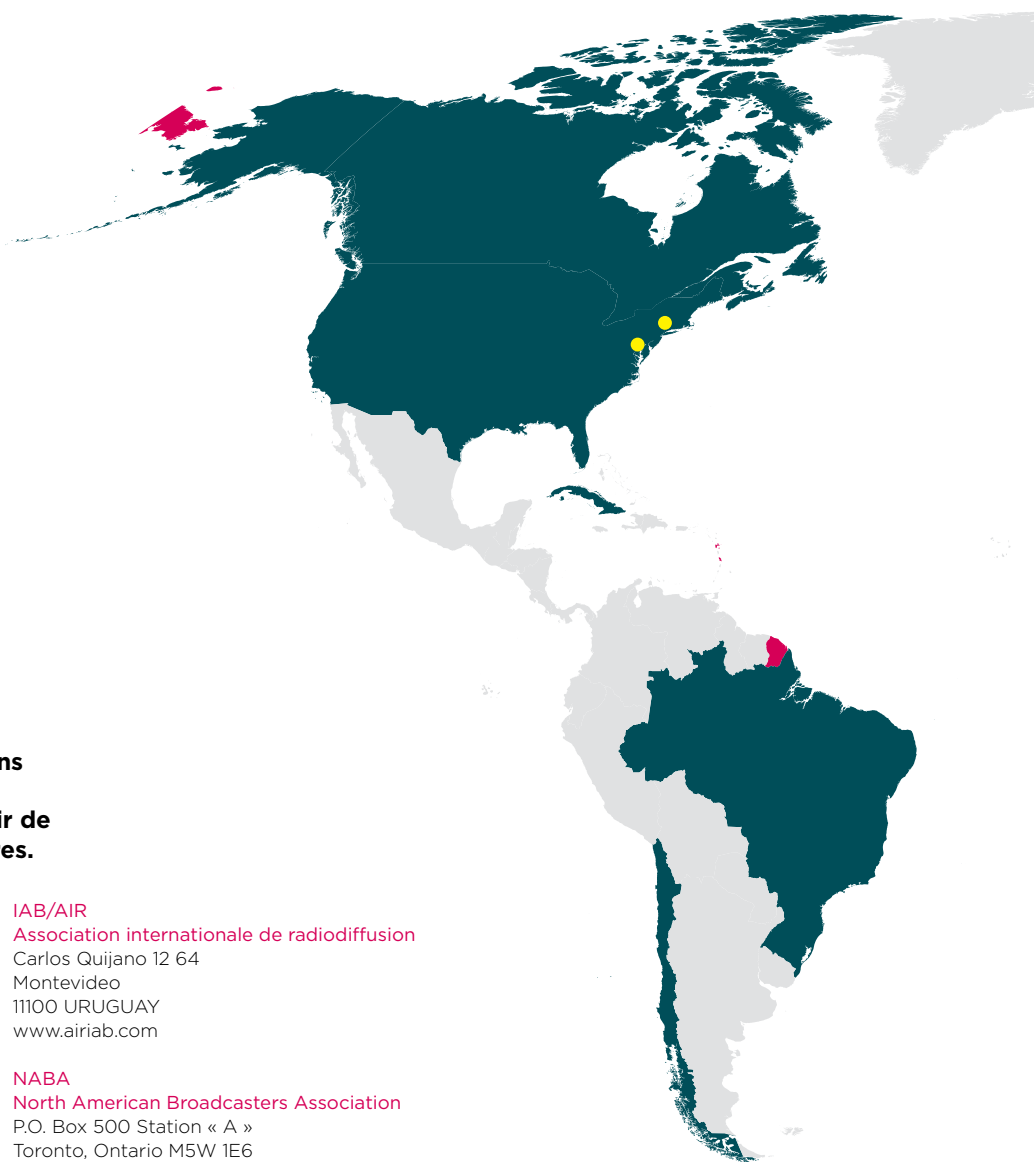 ns
ir de
es.
IAB/AIR
Association internationale de radiodiffusion
Carlos Quijano 12 64
Montevideo
11100 URUGUAY
www.airiab.com
NABA
North American Broadcasters Association
P.O. Box 500 Station « A »
Toronto, Ontario M5W 1E6